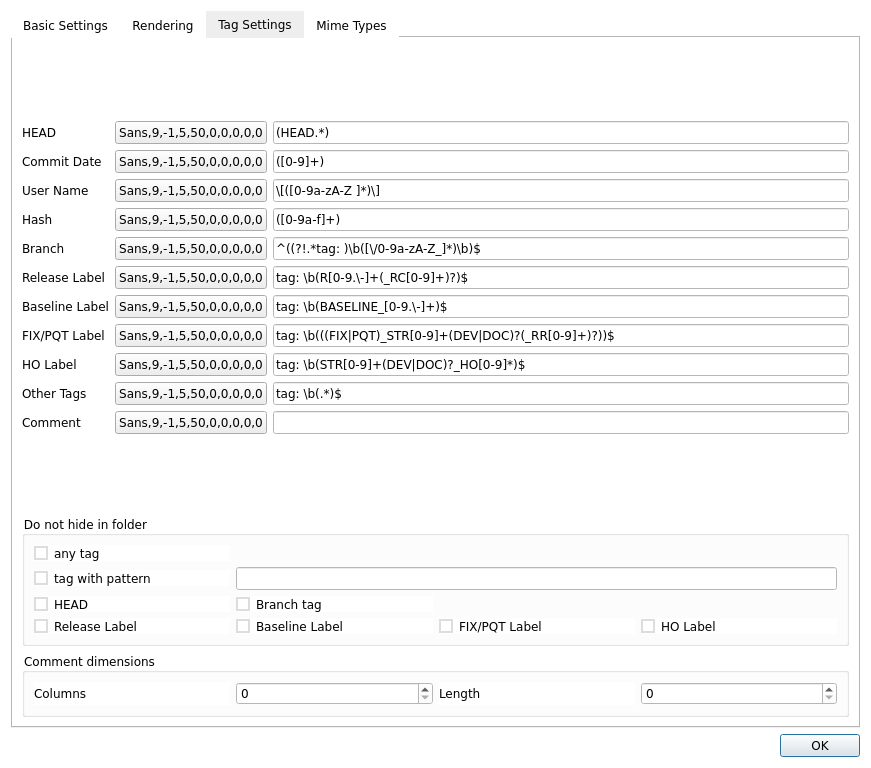 Basic Settings Rendering Tag Settings Mime Types
HEAD Sans,9,-1,5,50,0,0,0,0,0 (HEAD.*)
Commit Date Sans,9,-1,5,50,0,0,0,0,0 ([0-9]+)
User Name Sans,9,-1,5,50,0,0,0,0,0 \[([0-9a-zA-Z ]*)\]
Hash Sans,9,-1,5,50,0,0,0,0,0 ([0-9a-f]+)
Branch Sans,9,-1,5,50,0,0,0,0,0 ^((?!.*tag: )\b([\/0-9a-zA-Z_]*)\b)$
Release Label Sans,9,-1,5,50,0,0,0,0,0 tag: \b(R[0-9.\-]+(_RC[0-9]+)?)$
Baseline Label Sans,9,-1,5,50,0,0,0,0,0 tag: \b(BASELINE_[0-9.\-]+)$
FIX/PQT Label Sans,9,-1,5,50,0,0,0,0,0 tag: \b(((FIX|PQT)_STR[0-9]+(DEV|DOC)?(_RR[0-9]+)?))$
HO Label Sans,9,-1,5,50,0,0,0,0,0 tag: \b(STR[0-9]+(DEV|DOC)?_HO[0-9]*)$
Other Tags Sans,9,-1,5,50,0,0,0,0,0 tag: \b(.*)$
Comment Sans,9,-1,5,50,0,0,0,0,0
Do not hide in folder
any tag
tag with pattern
HEAD Branch tag
Release Label Baseline Label FIX/PQT Label HO Label
Comment dimensions
Columns 0 Length 0
OK